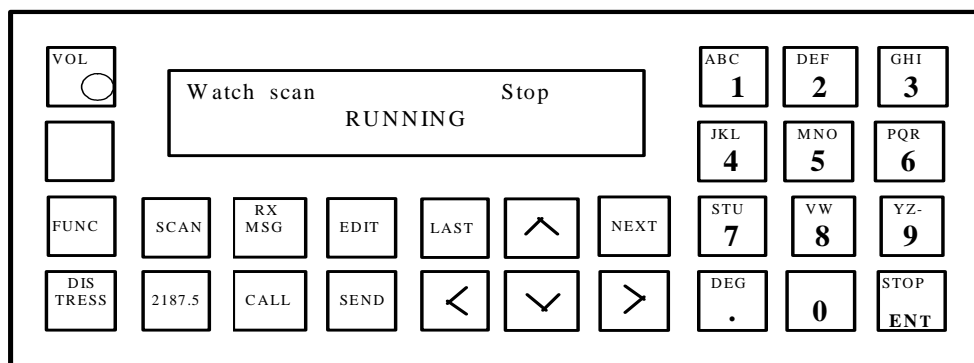 VOL
Watch scan Stop
RUNNING
ABC DEF GHI
1 2 3
JKL MNO PQR
4 5 6
FUNC SCAN RX MSG EDIT LAST NEXT
STU VW YZ-
7 8 9
DIS TRESS 2187.5 CALL SEND
DEG STOP
. 0 ENT